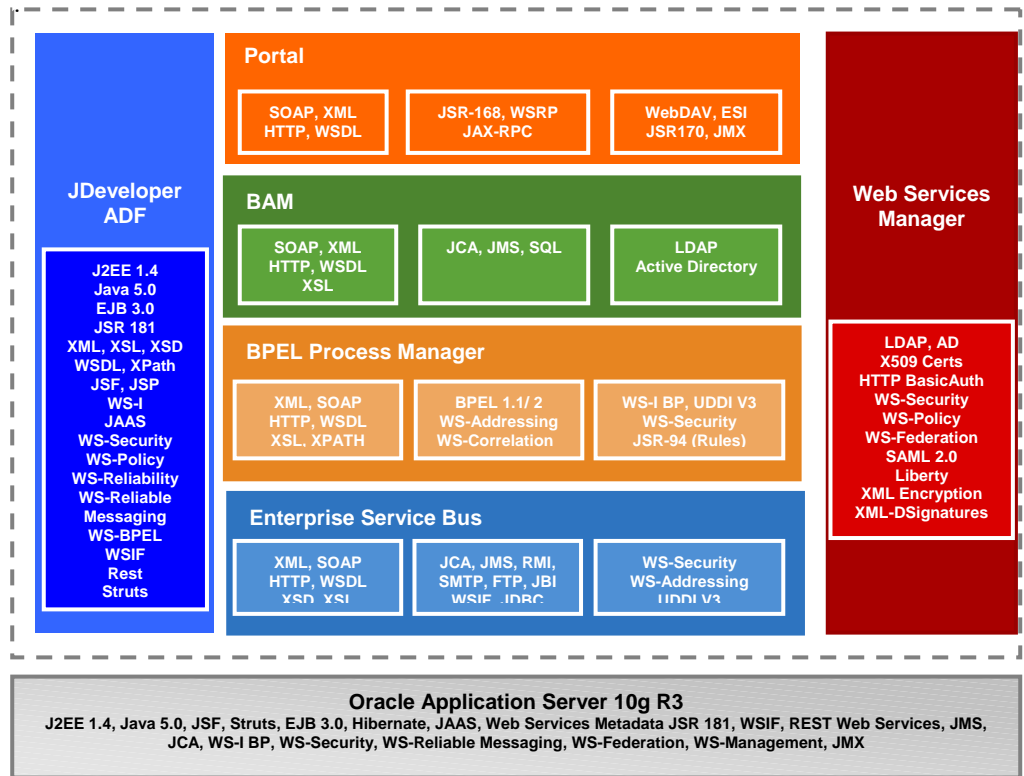 JDeveloper
ADF
J2EE 1.4
Java 5.0
EJB 3.0
JSR 181
XML, XSL, XSD
WSDL, XPath
JSF, JSP
WS-I
JAAS
WS-Security
WS-Policy
WS-Reliability
WS-Reliable
Messaging
WS-BPEL
WSIF
Rest
Struts
Portal
SOAP, XML
HTTP, WSDL
JSR-168, WSRP
JAX-RPC
WebDAV, ESI
JSR170, JMX
BAM
SOAP, XML
HTTP, WSDL
XSL
JCA, JMS, SQL
LDAP
Active Directory
BPEL Process Manager
XML, SOAP
HTTP, WSDL
XSL, XPATH
BPEL 1.1/ 2
WS-Addressing
WS-Correlation
WS-I BP, UDDI V3
WS-Security
JSR-94 (Rules)
Enterprise Service Bus
XML, SOAP
HTTP, WSDL
XSD, XSL
JCA, JMS, RMI,
SMTP, FTP, JBI
WSIF, JDBC
WS-Security
WS-Addressing
UDDI V3
Web Services
Manager
LDAP, AD
X509 Certs
HTTP BasicAuth
WS-Security
WS-Policy
WS-Federation
SAML 2.0
Liberty
XML Encryption
XML-DSignatures
Oracle Application Server 10g R3
J2EE 1.4, Java 5.0, JSF, Struts, EJB 3.0, Hibernate, JAAS, Web Services Metadata JSR 181, WSIF, REST Web Services, JMS,
JCA, WS-I BP, WS-Security, WS-Reliable Messaging, WS-Federation, WS-Management, JMX